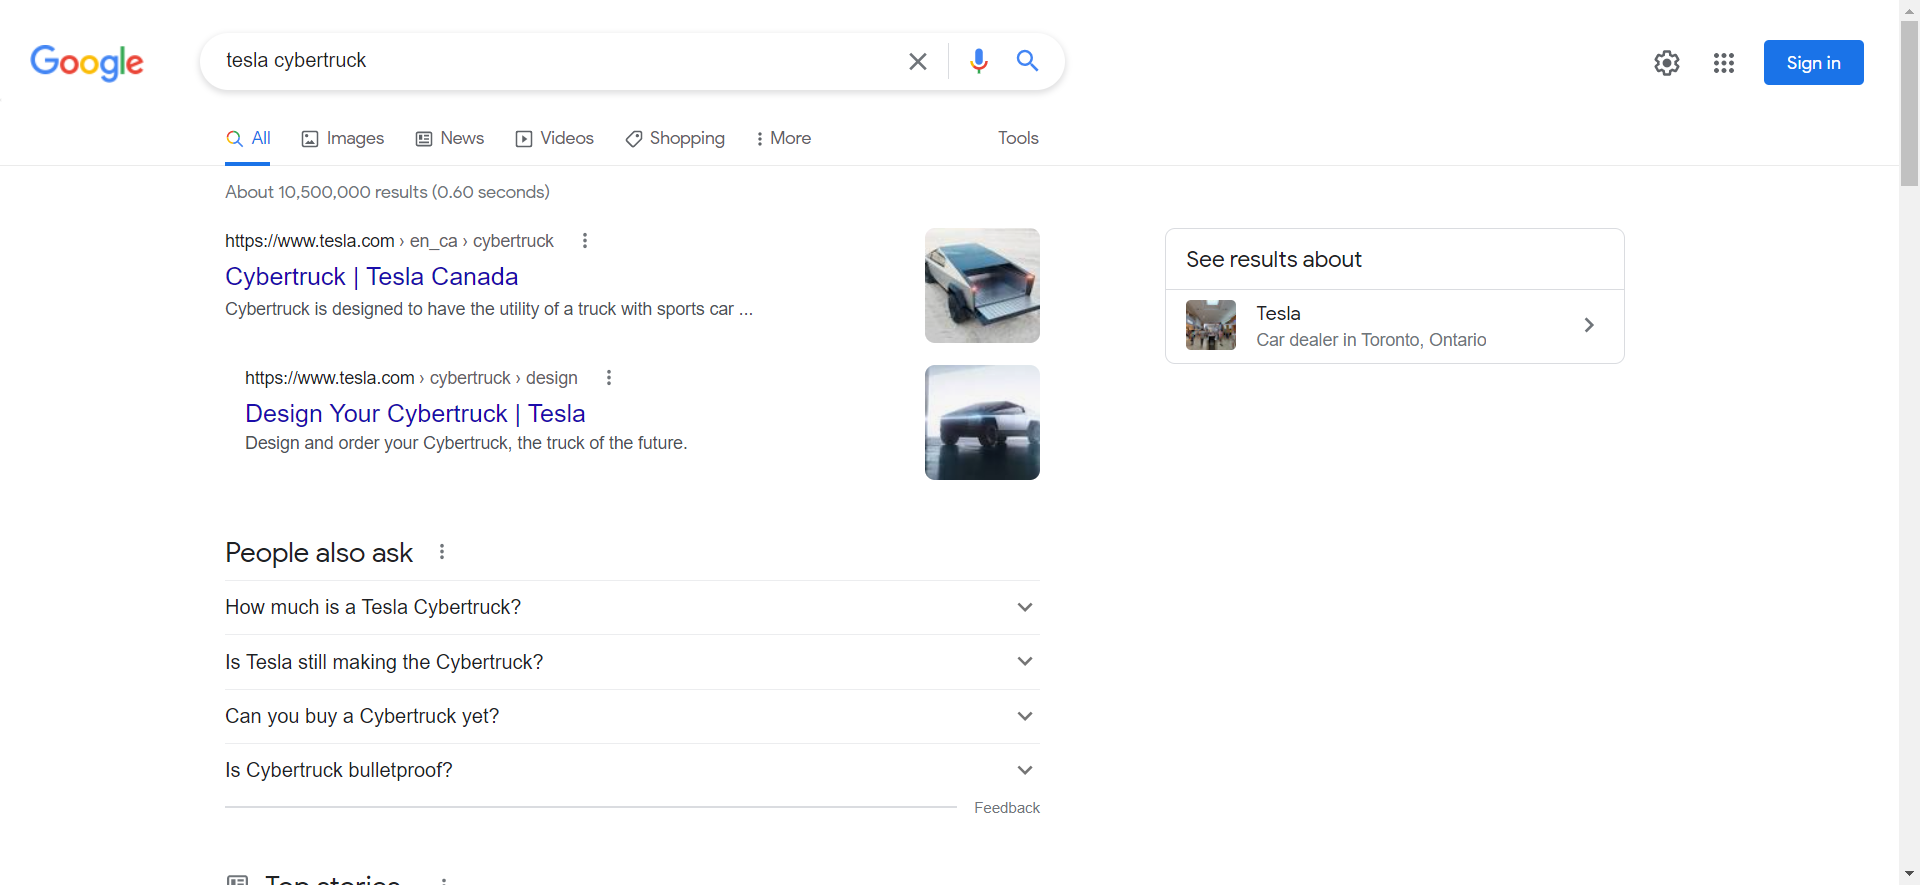 Google
tesla cybertruck
Sign in
All
Images
News
Videos
Shopping
More
Tools
About 10,500,000 results (0.60 seconds)
https://www.tesla.com › en_ca › cybertruck
Cybertruck | Tesla Canada
Cybertruck is designed to have the utility of a truck with sports car ...
https://www.tesla.com › cybertruck › design
Design Your Cybertruck | Tesla
Design and order your Cybertruck, the truck of the future.
See results about
Tesla
Car dealer in Toronto, Ontario
People also ask
How much is a Tesla Cybertruck?
Is Tesla still making the Cybertruck?
Can you buy a Cybertruck yet?
Is Cybertruck bulletproof?
Feedback
Top stories